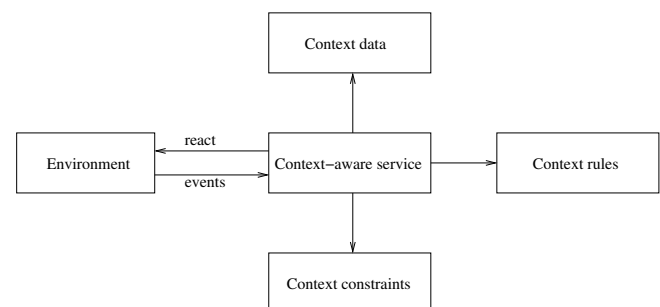 Context data
react
Environment
Context−aware service
Context rules
events
Context constraints